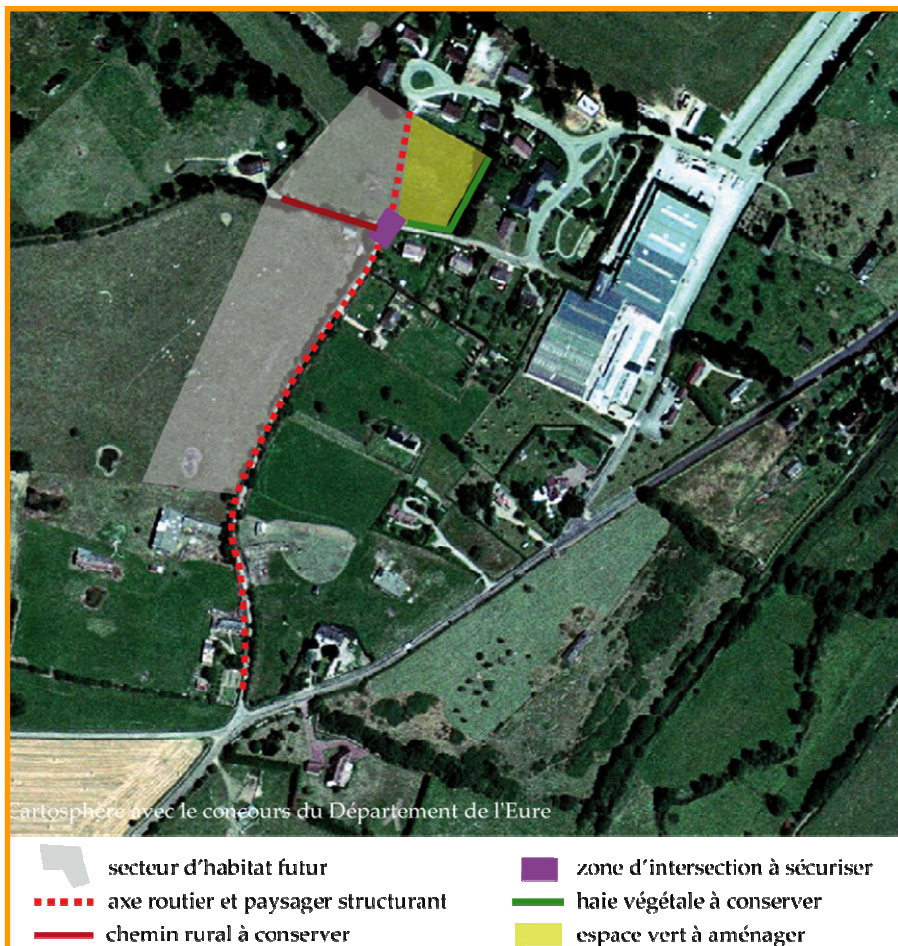 Cartosphère avec le concours du Département de l'Eure
secteur d'habitat futur
axe routier et paysager structurant
chemin rural à conserver
zone d'intersection à sécuriser
haie végétale à conserver
espace vert à aménager